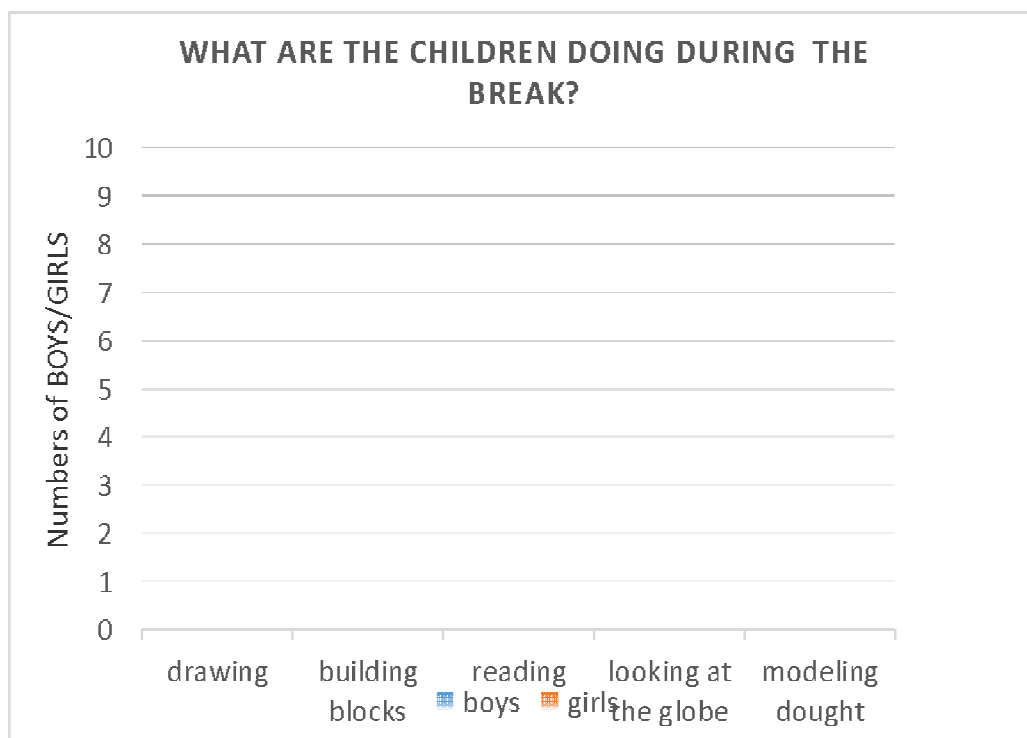 WHAT ARE THE CHILDREN DOING DURING THE
BREAK?
Numbers of BOYS/GIRLS
10
9
8
7
6
5
4
3
2
1
0
drawing
building
blocks
reading
looking at
the globe
modeling
dought
boys
girls